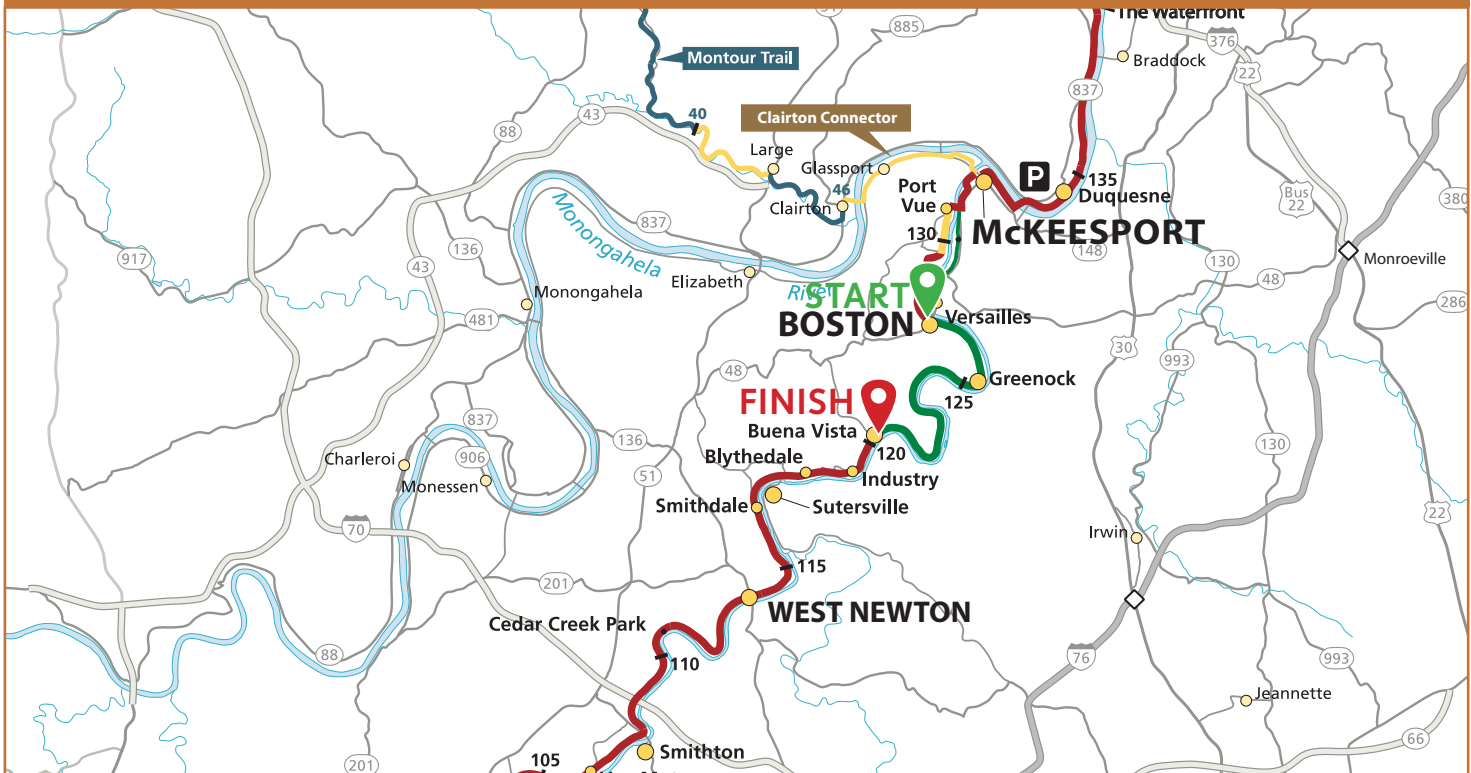 The Waterfront
51
885
376
22
Braddock
Montour Trail
837
88
43
40
Clairton Connector
Large
Glassport
46
Clairton
Port
Vue
P
135
Duquesne
Bus
22
380
130
McKEESPORT
148
Monongahela
River
837
136
917
43
Elizabeth
130
48
Monroeville
Monongahela
START
BOSTON
Versailles
286
481
30
993
48
Greenock
125
FINISH
Buena Vista
120
837
136
Blythedale
Industry
130
Charleroi
906
Monessen
51
Smithdale
Sutersville
22
70
Irwin
115
201
WEST NEWTON
Cedar Creek Park
110
88
76
993
Jeannette
Smithton
105
201
66